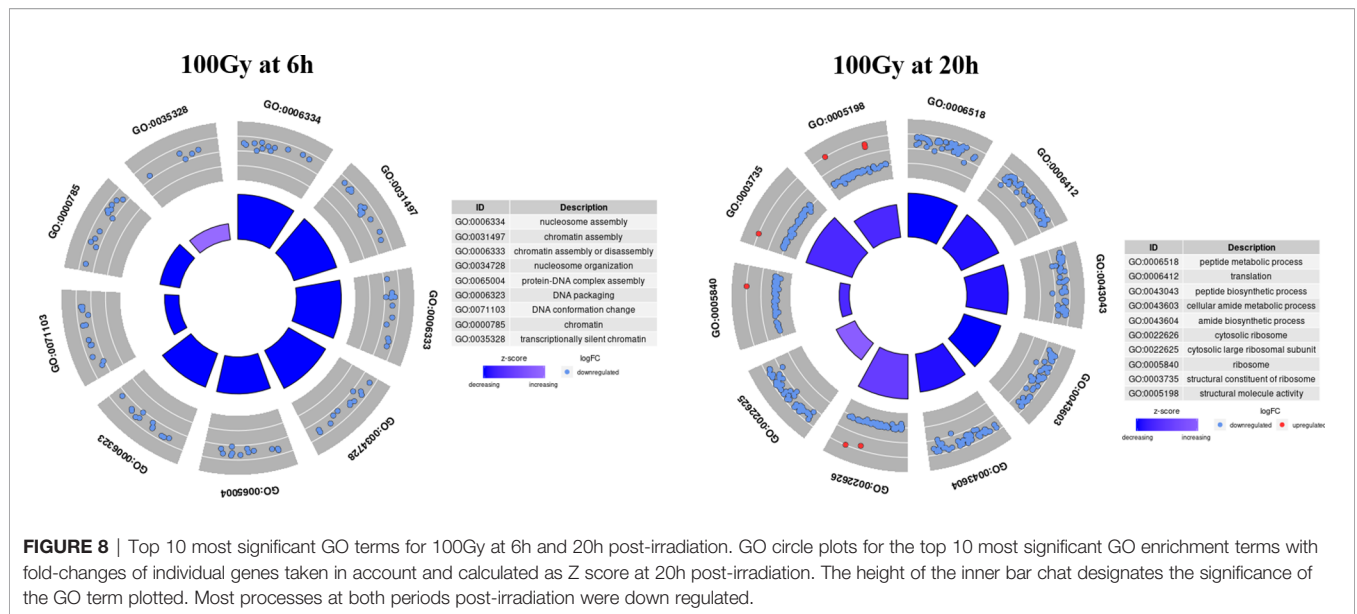 100Gy at 6h
GO:0006334
GO:0031497
GO:0006333
GO:0034728
GO:0065004
GO:0006323
GO:0071103
GO:0000785
GO:0035328
ID Description
GO:0006334 nucleosome assembly
GO:0031497 chromatin assembly
GO:0006333 chromatin assembly or disassembly
GO:0034728 nucleosome organization
GO:0065004 protein-DNA complex assembly
GO:0006323 DNA packaging
GO:0071103 DNA conformation change
GO:0000785 chromatin
GO:0035328 transcriptionally silent chromatin
z-score logFC
downregulated
decreasing increasing
100Gy at 20h
GO:0006518
GO:0006412
GO:0043043
GO:0043603
GO:0043604
GO:0022626
GO:0022625
GO:0005840
GO:0003735
GO:0005198
ID Description
GO:0006518 peptide metabolic process
GO:0006412 translation
GO:0043043 peptide biosynthetic process
GO:0043603 cellular amide metabolic process
GO:0043604 amide biosynthetic process
GO:0022626 cytosolic ribosome
GO:0022625 cytosolic large ribosomal subunit
GO:0005840 ribosome
GO:0003735 structural constituent of ribosome
GO:0005198 structural molecule activity
z-score logFC
downregulated upregulated
decreasing increasing
FIGURE 8 | Top 10 most significant GO terms for 100Gy at 6h and 20h post-irradiation. GO circle plots for the top 10 most significant GO enrichment terms with
fold-changes of individual genes taken in account and calculated as Z score at 20h post-irradiation. The height of the inner bar chat designates the significance of
the GO term plotted. Most processes at both periods post-irradiation were down regulated.